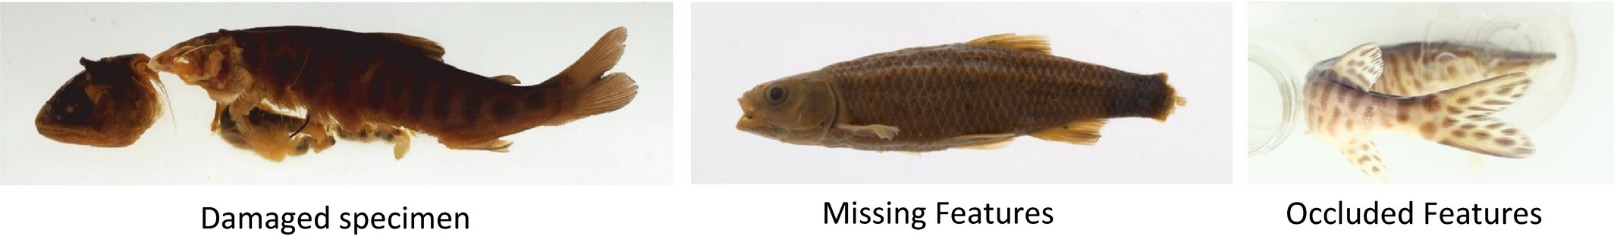 Damaged specimen
Missing Features
Occluded Features